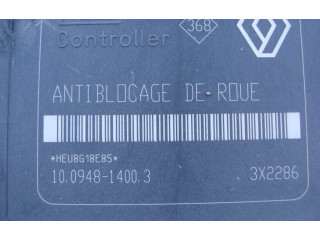 Controller
368
ANTIBLOCAGE DE ROUE
*HEU8G18E85*
10.0948-1400.3
3X2286